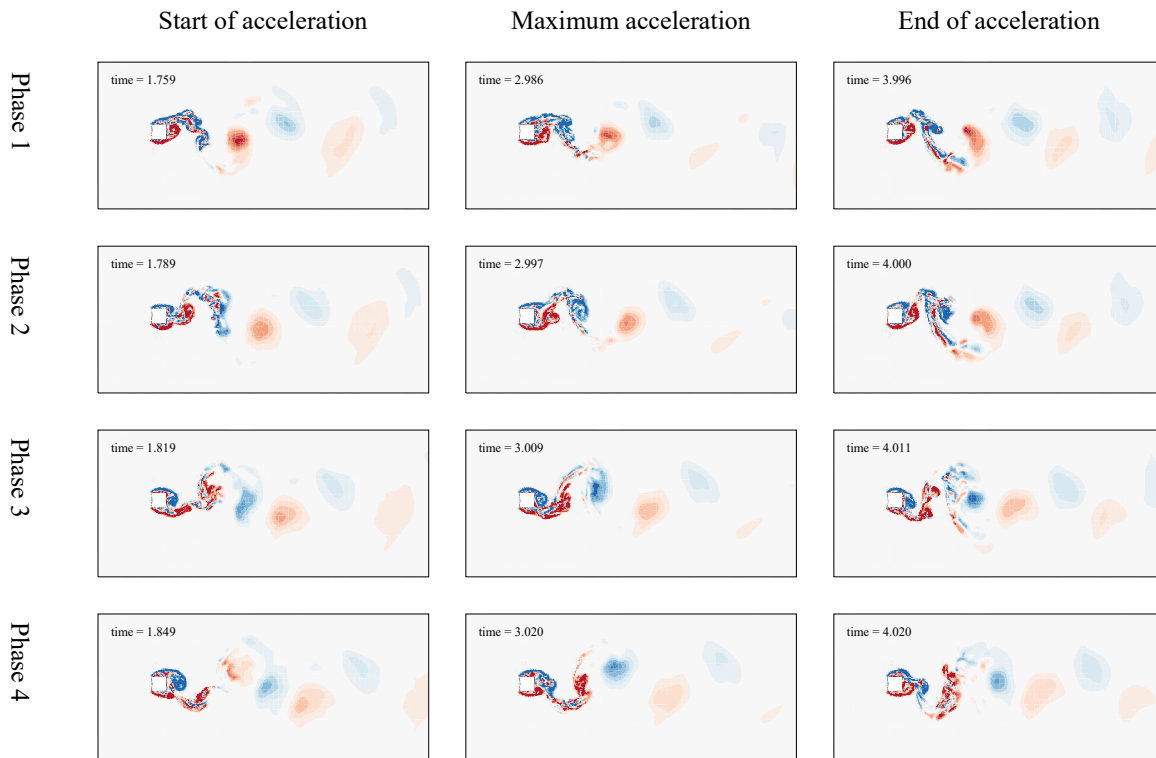 Start of acceleration
Maximum acceleration
End of acceleration
Phase 1
time = 1.759
time = 2.986
time = 3.996
Phase 2
time = 1.789
time = 2.997
time = 4.000
Phase 3
time = 1.819
time = 3.009
time = 4.011
Phase 4
time = 1.849
time = 3.020
time = 4.020